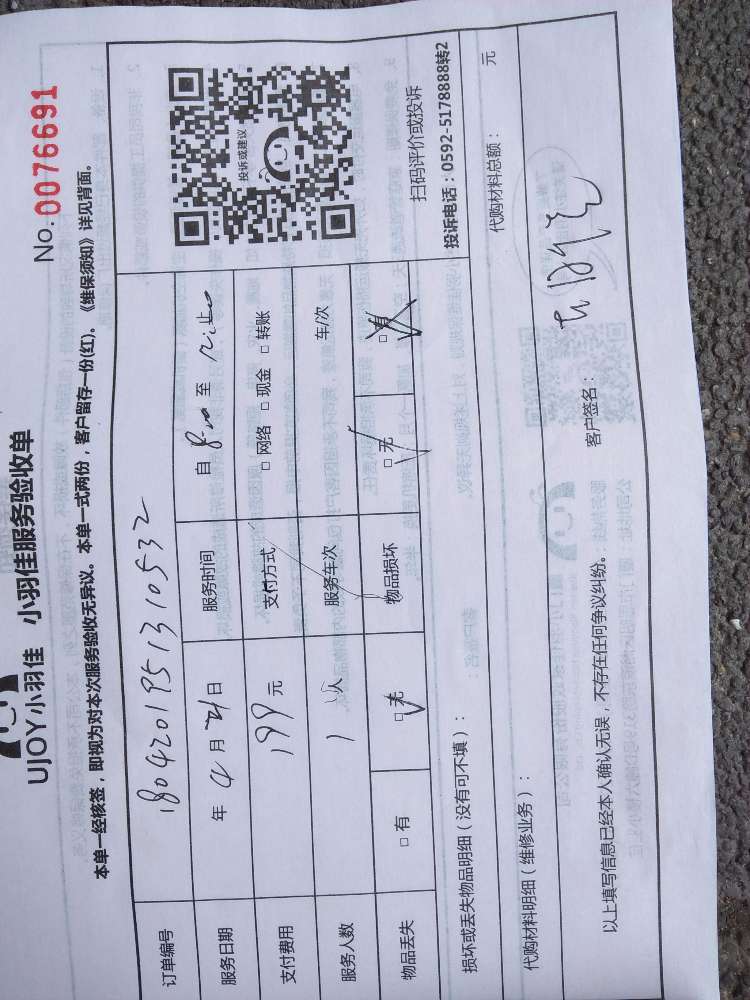 No. 0076691
UJOY小羽佳 小羽佳服务验收单
本单一经核签，即视为对本次服务验收无异议。本单一式两份，客户留存一份(红)。《维保须知》详见背面。
订单编号 180420195131 0532
服务日期 年 4 月 21 日 服务时间 自 8:00 至
支付费用 199 元 支付方式 □ 网络 □ 现金 □ 转账
服务人数 1 人 服务车次 车/次
物品丢失 □ 有 □ 无 物品损坏 □ 无 □ 有
投诉或建议
扫码评价或投诉
投诉电话：0592-5178888转2
损坏或丢失物品明细（没有可不填）：
代购材料明细（维修业务）： 代购材料总额： 元
以上填写信息已经本人确认无误，不存在任何争议纠纷。 客户签名：